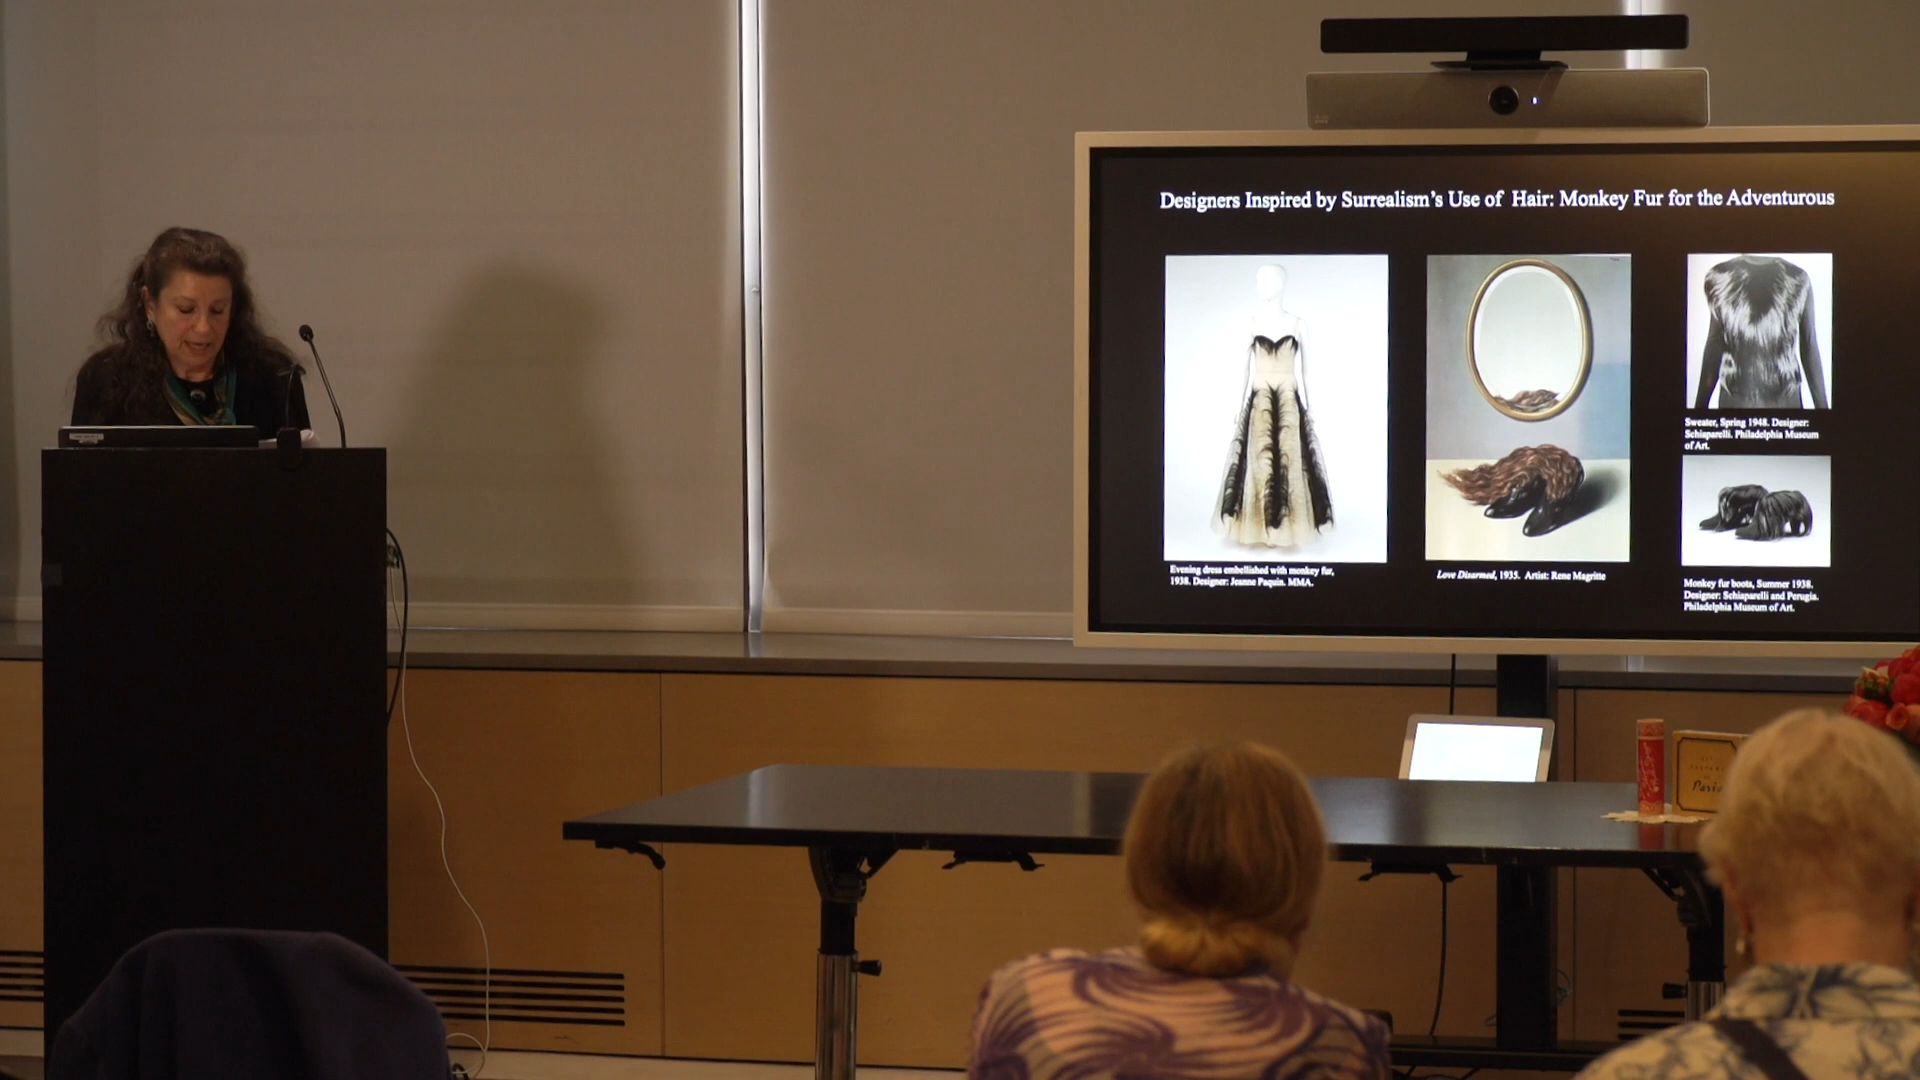 Designers Inspired by Surrealism's Use of Hair: Monkey Fur for the Adventurous
Evening dress embellished with monkey fur,
1938. Designer: Jeanne Paquin. MMA.
Love Disarmed, 1935. Artist: Rene Magritte
Sweater, Spring 1948. Designer:
Schiaparelli. Philadelphia Museum
of Art.
Monkey fur boots, Summer 1938.
Designer: Schiaparelli and Perugia.
Philadelphia Museum of Art.